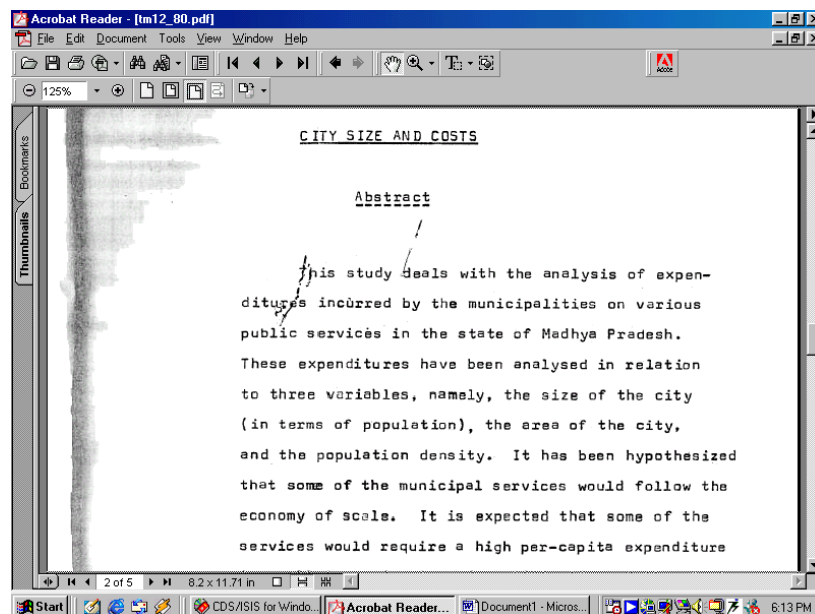 Acrobat Reader - [tm12_80.pdf]
File Edit Document Tools View Window Help
125%
Adobe
Bookmarks
Thumbnails
CITY SIZE AND COSTS
Abstract
This study deals with the analysis of expen-
ditures incurred by the municipalities on various
public services in the state of Madhya Pradesh.
These expenditures have been analysed in relation
to three variables, namely, the size of the city
(in terms of population), the area of the city,
and the population density. It has been hypothesized
that some of the municipal services would follow the
economy of scale. It is expected that some of the
services would require a high per-capita expenditure
2 of 5 8.2 x 11.71 in
Start CDS/ISIS for Windo... Acrobat Reader... Document1 - Micros... 6:13 PM